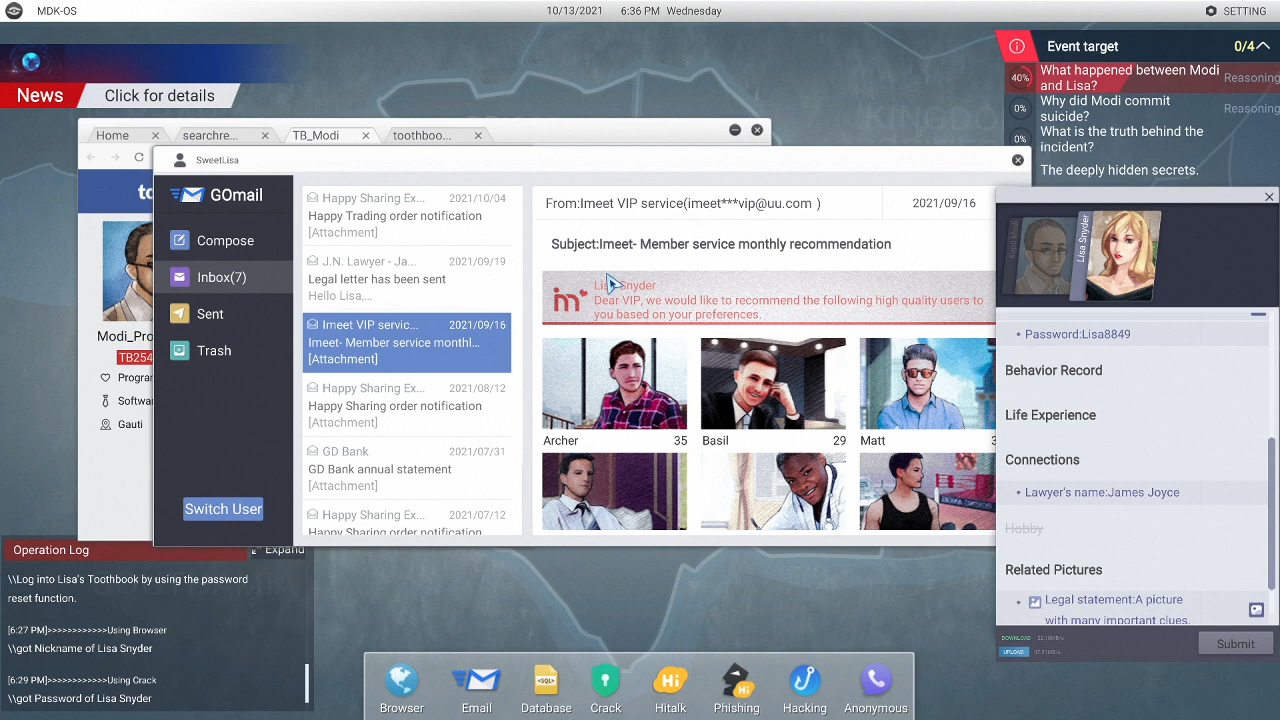 MDK-OS
10/13/2021 6:36 PM Wednesday
SETTING
News
Click for details
Event target
0/4
40%
What happened between Modi
and Lisa?
Reasoning
0%
Why did Modi commit
suicide?
Reasoning
0%
What is the truth behind the
incident?
The deeply hidden secrets.
Home
searchre...
TB_Modi
toothboo...
Modi_Pro
TB254
Program
Softwa
Gauti
SweetLisa
GOmail
Compose
Inbox(7)
Sent
Trash
Switch User
Happy Sharing Ex... 2021/10/04
Happy Trading order notification
[Attachment]
J.N. Lawyer - Ja... 2021/09/19
Legal letter has been sent
Hello Lisa,...
Imeet VIP servic... 2021/09/16
Imeet- Member service monthl...
[Attachment]
Happy Sharing Ex... 2021/08/12
Happy Sharing order notification
[Attachment]
GD Bank 2021/07/31
GD Bank annual statement
[Attachment]
Happy Sharing Ex... 2021/07/12
Happy Sharing order notification
From:Imeet VIP service(imeet***vip@uu.com )
2021/09/16
Subject:Imeet- Member service monthly recommendation
im
Snyder
Dear VIP, we would like to recommend the following high quality users to
you based on your preferences.
Archer 35
Basil 29
Matt
Lisa Snyder
Password:Lisa8849
Behavior Record
Life Experience
Connections
Lawyer's name:James Joyce
Hobby
Related Pictures
Legal statement:A picture
with many important clues.
DOWNLOAD
UPLOAD
Submit
Operation Log
Expand
\\Log into Lisa's Toothbook by using the password
reset function.
[6:27 PM]>>>>>>>>>>>>Using Browser
\\got Nickname of Lisa Snyder
[6:29 PM]>>>>>>>>>>>>Using Crack
\\got Password of Lisa Snyder
Browser
Email
<SQL>
Database
Crack
Hi
Hitalk
Hi
Phishing
Hacking
Anonymous